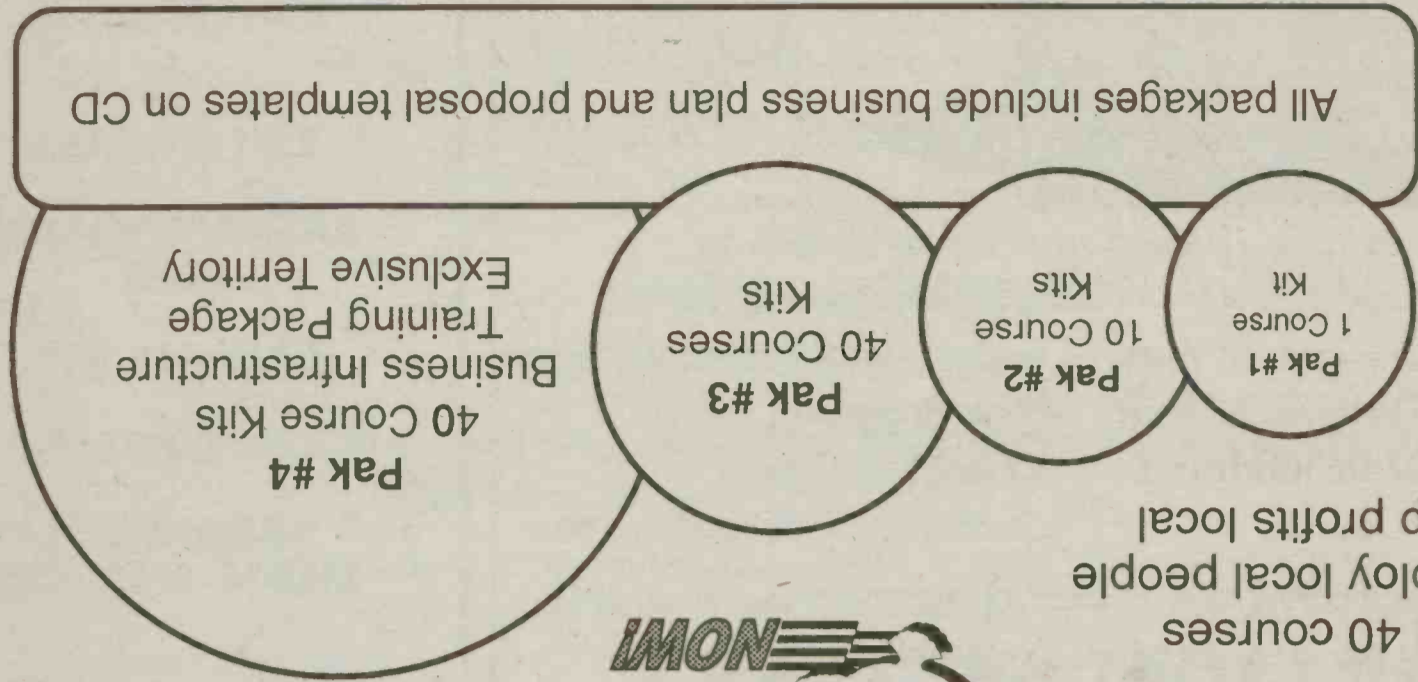 40 courses
ploy local people
p profits local
NOW!
Pak #1
1 Course
Kit
Pak #2
10 Course
Kits
Pak #3
40 Courses
Kits
Pak #4
40 Course Kits
Business Infrastructure
Training Package
Exclusive Territory
All packages include business plan and proposal templates on CD